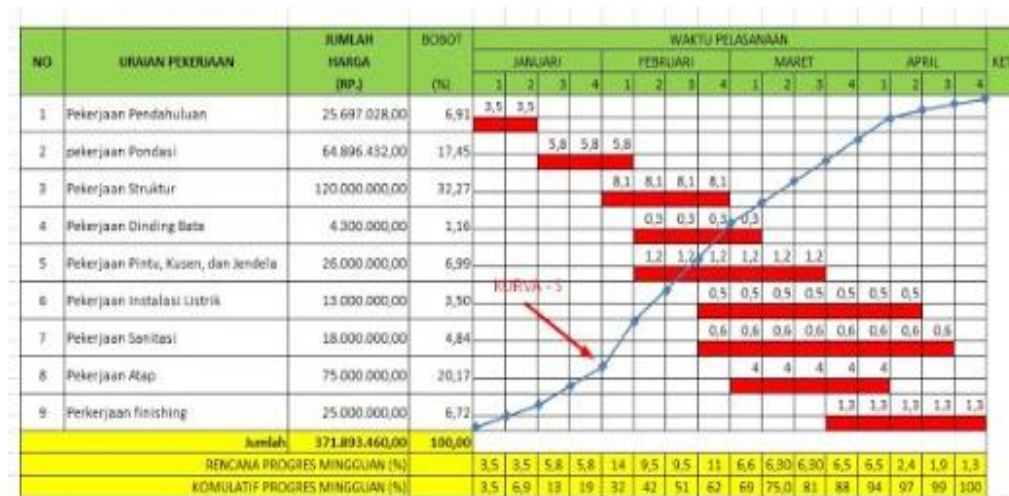 NO URAIAN PEKERJAAN JUMLAH HARGA (RP.) BOBOT (%) WAKTU PELASANAAN
JANUARI FEBRUARI MARET APRIL KET
1 2 3 4 1 2 3 4 1 2 3 4 1 2 3 4
1 Pekerjaan Pendahuluan 25.697.028,00 6,91 3,5 3,5
2 pekerjaan Pondasi 64.896.432,00 17,45 5,8 5,8 5,8
3 Pekerjaan Struktur 120.000.000,00 32,27 8,1 8,1 8,1 8,1
4 Pekerjaan Dinding Bata 4.300.000,00 1,16 0,3 0,3 0,3 0,3
5 Pekerjaan Pintu, Kusen, dan Jendela 26.000.000,00 6,99 1,2 1,2 1,2 1,2 1,2 1,2
KURVA - S
6 Pekerjaan Instalasi Listrik 13.000.000,00 3,50 0,5 0,5 0,5 0,5 0,5 0,5 0,5
7 Pekerjaan Sanitasi 18.000.000,00 4,84 0,6 0,6 0,6 0,6 0,6 0,6 0,6 0,6
8 Pekerjaan Atap 75.000.000,00 20,17 4 4 4 4 4
9 Perkerjaan finishing 25.000.000,00 6,72 1,3 1,3 1,3 1,3 1,3
Jumlah 371.893.460,00 100,00
RENCANA PROGRES MINGGUAN (%) 3,5 3,5 5,8 5,8 14 9,5 9,5 11 6,6 6,30 6,30 6,5 6,5 2,4 1,9 1,3
KOMULATIF PROGRES MINGGUAN (%) 3,5 6,9 13 19 32 42 51 62 69 75,0 81 88 94 97 99 100